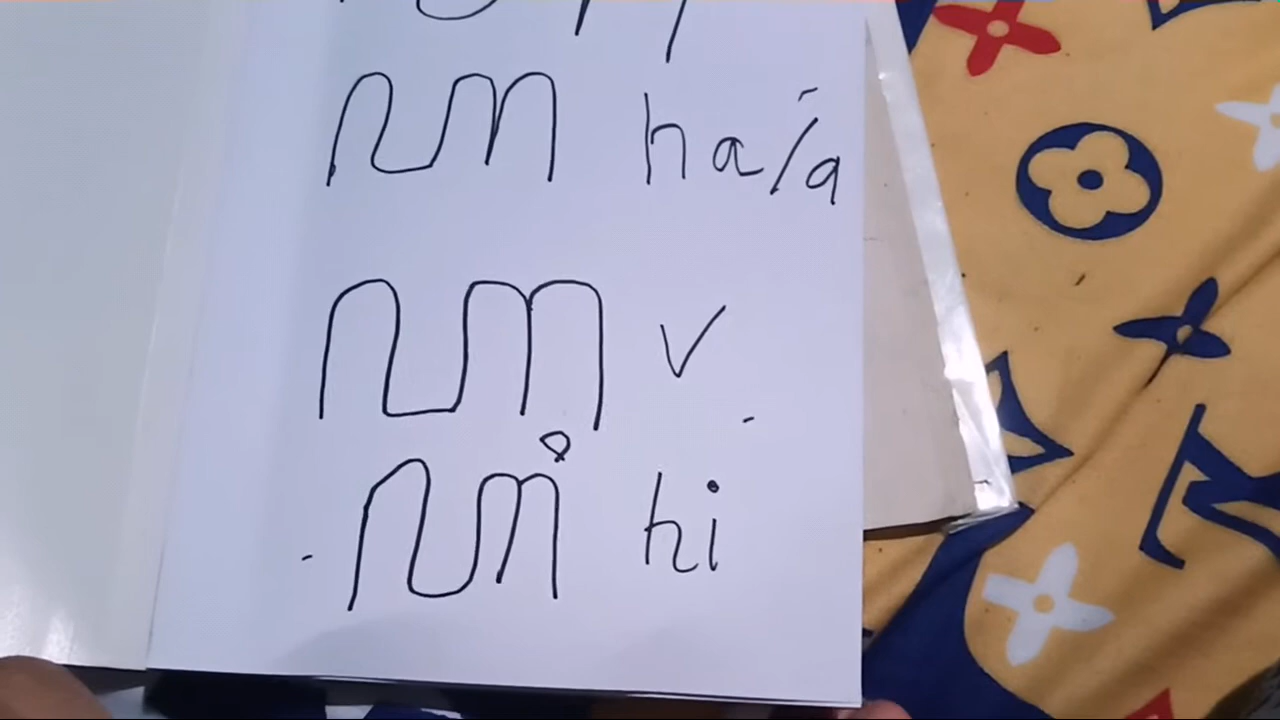 ꦲ ha/a
ꦲ v
ꦲꦶ hi